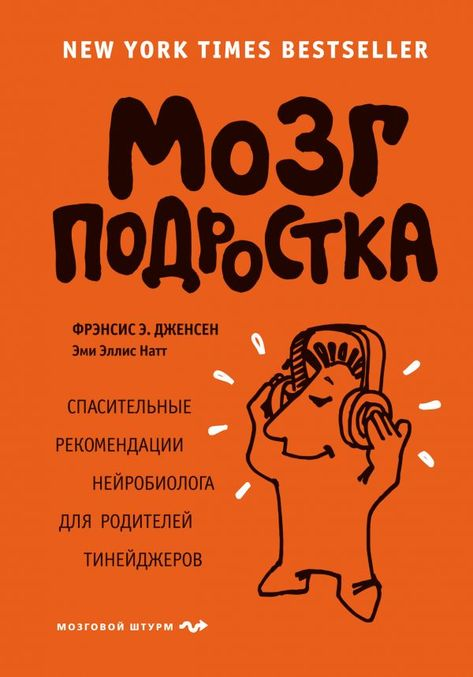 NEW YORK TIMES BESTSELLER
МОЗГ
ПОДРОСТКА
ФРЭНСИС Э. ДЖЕНСЕН
Эми Эллис Натт
СПАСИТЕЛЬНЫЕ
РЕКОМЕНДАЦИИ
НЕЙРОБИОЛОГА
ДЛЯ РОДИТЕЛЕЙ
ТИНЕЙДЖЕРОВ
МОЗГОВОЙ ШТУРМ